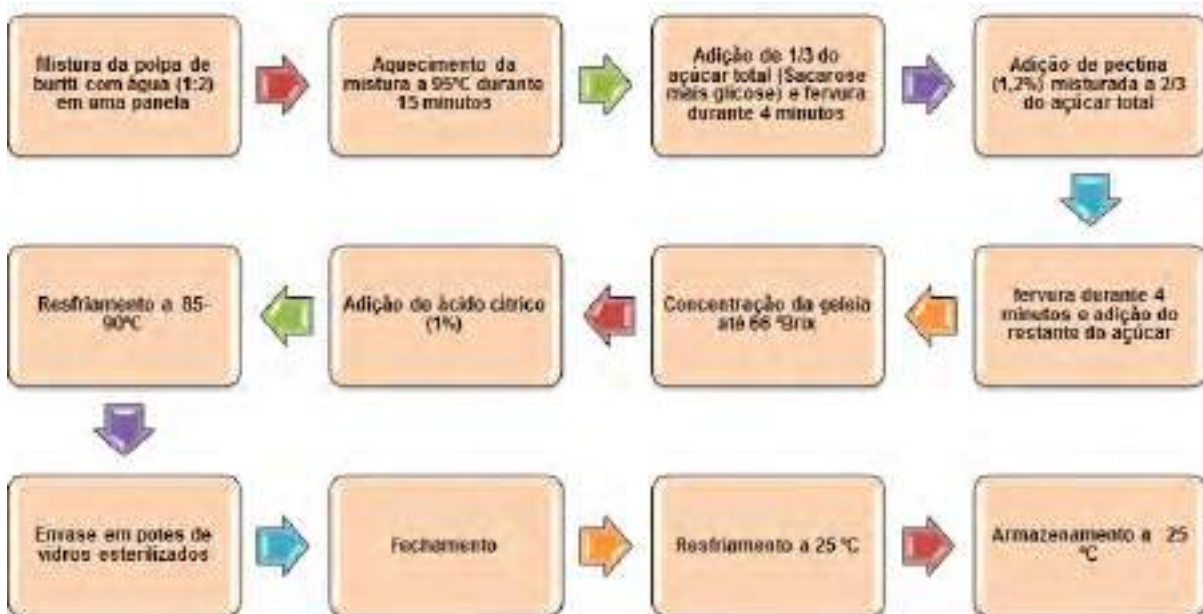 Mistura da polpa de
buriti com água (1:2)
em uma panela
Aquecimento da
mistura a 95ºC durante
15 minutos
Adição de 1/3 do
açúcar total (Sacarose
mais glicose) e fervura
durante 4 minutos
Adição de pectina
(1,2%) misturada a 2/3
do açúcar total
fervura durante 4
minutos e adição do
restante do açúcar
Concentração da geleia
até 66 ºBrix
Adição de ácido cítrico
(1%)
Resfriamento a 85-
90ºC
Envase em potes de
vidros esterilizados
Fechamento
Resfriamento a 25 ºC
Armazenamento a 25
ºC